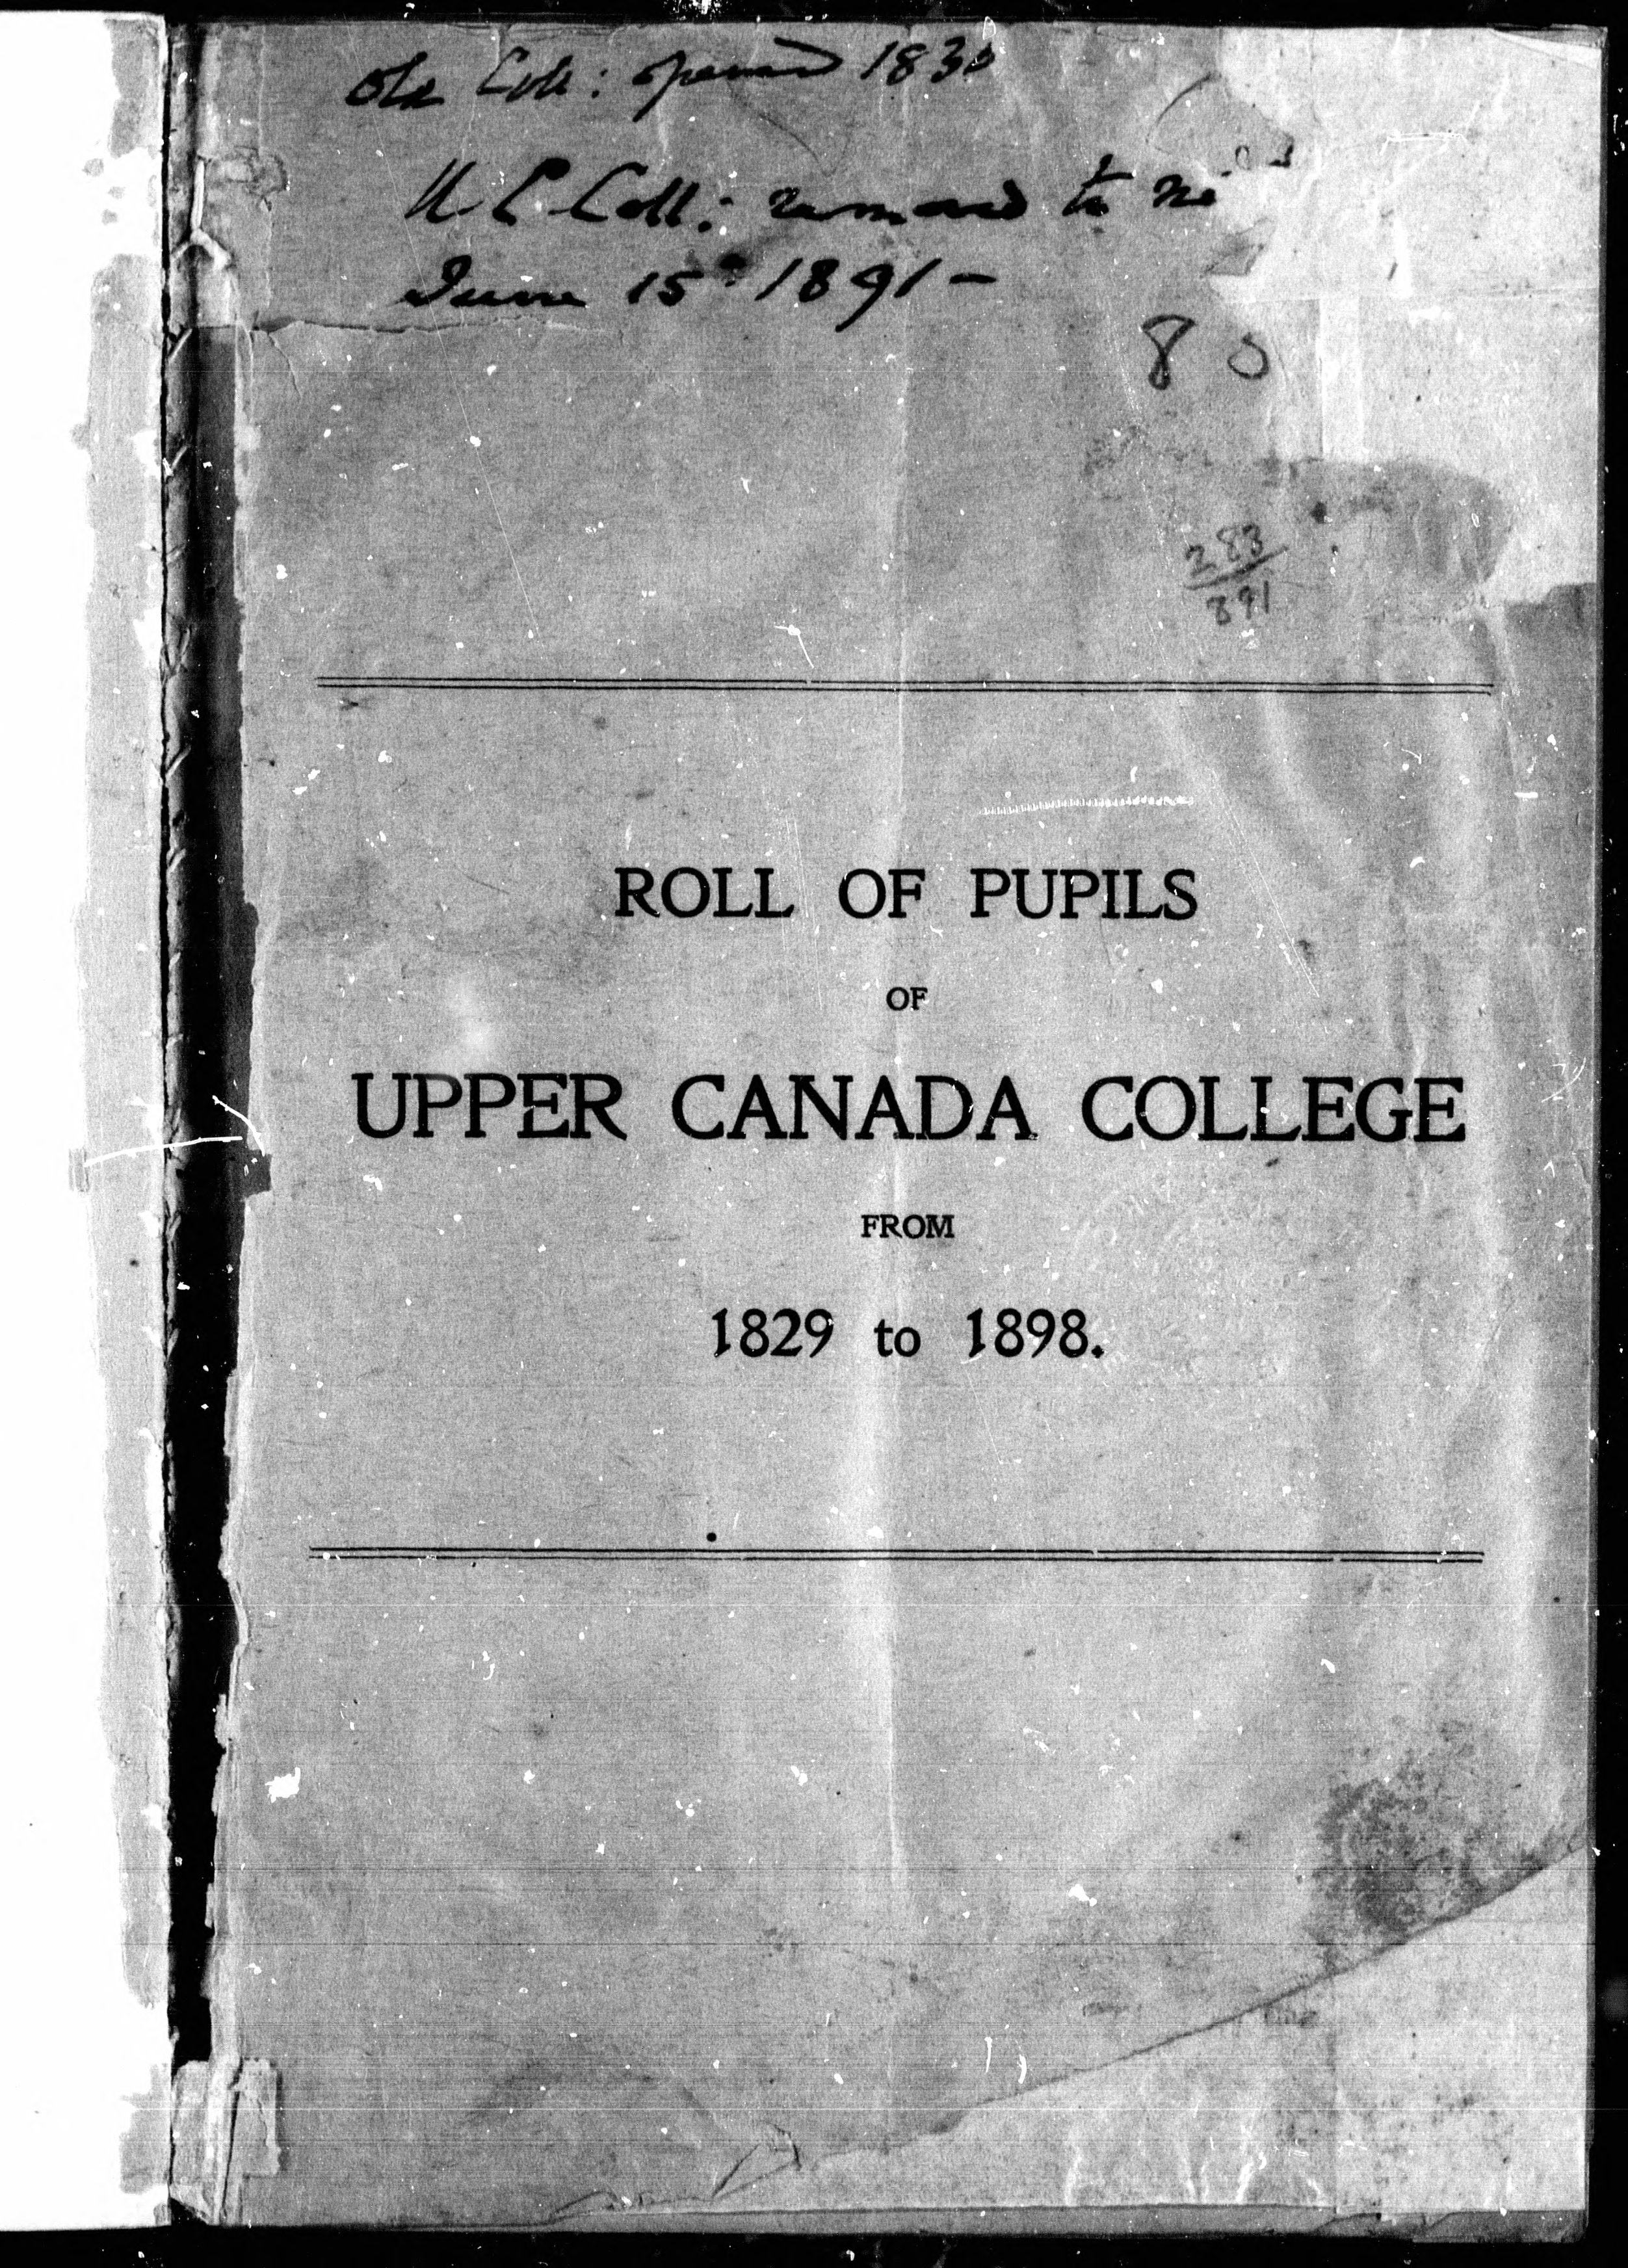 Old Coll: opened 1830
U. C. Coll: removed to
June 15th 1891 -
80
283
891
ROLL OF PUPILS
OF
UPPER CANADA COLLEGE
FROM
1829 to 1898.